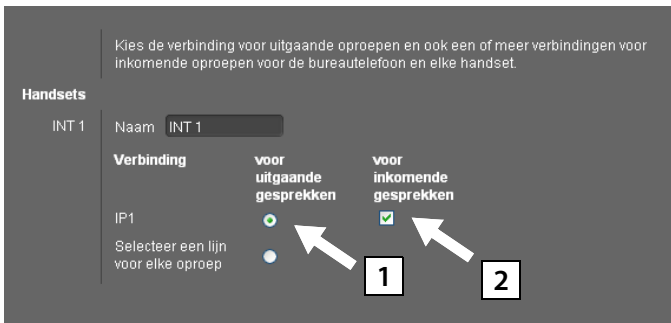 Kies de verbinding voor uitgaande oproepen en ook een of meer verbindingen voor
inkomende oproepen voor de bureautelefoon en elke handset.
Handsets
INT 1
Naam INT 1
Verbinding
voor
uitgaande
gesprekken
voor
inkomende
gesprekken
IP1
Selecteer een lijn
voor elke oproep
1
2